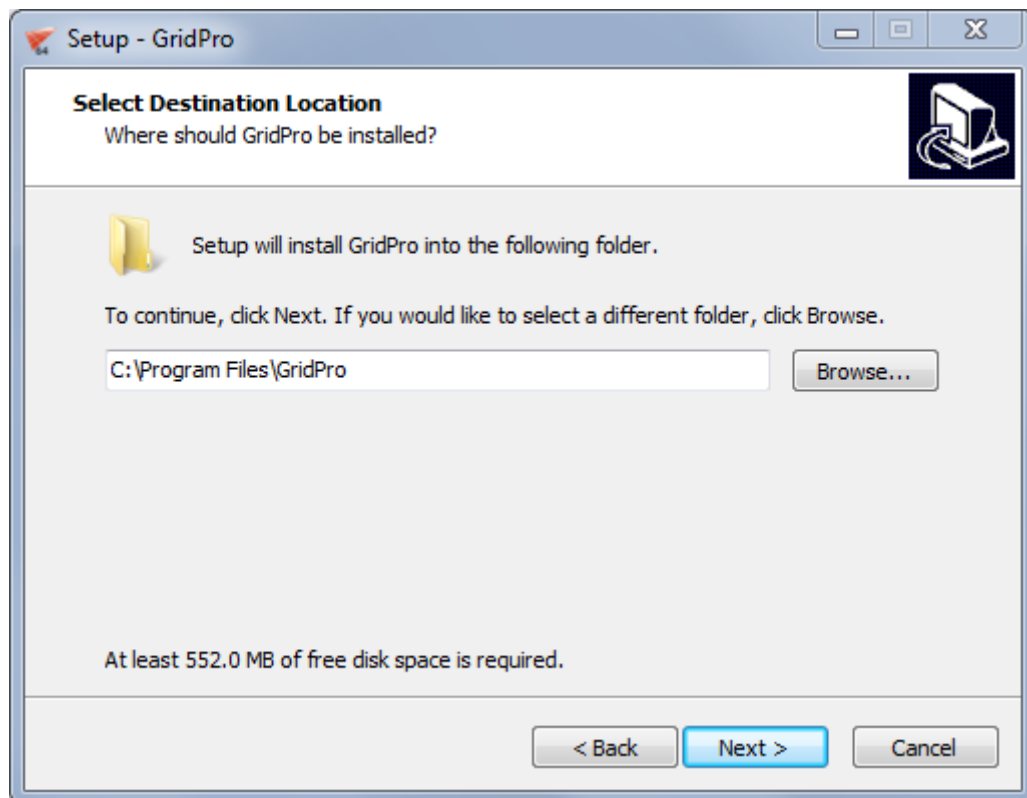 Setup - GridPro
Select Destination Location
Where should GridPro be installed?
Setup will install GridPro into the following folder.
To continue, click Next. If you would like to select a different folder, click Browse.
C:\Program Files\GridPro
Browse...
At least 552.0 MB of free disk space is required.
< Back
Next >
Cancel